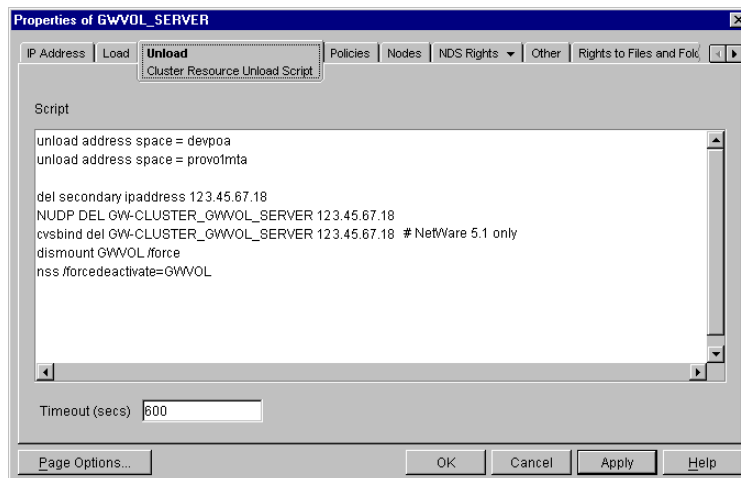 Properties of GWVOL_SERVER
IP Address Load Unload Policies Nodes NDS Rights Other Rights to Files and Fold
Cluster Resource Unload Script
Script
unload address space = devpoa
unload address space = provo1mta
del secondary ipaddress 123.45.67.18
NUDP DEL GW-CLUSTER_GWVOL_SERVER 123.45.67.18
cvsbind del GW-CLUSTER_GWVOL_SERVER 123.45.67.18 # NetWare 5.1 only
dismount GWVOL /force
nss /forcedeactivate=GWVOL
Timeout (secs) 600
Page Options... OK Cancel Apply Help